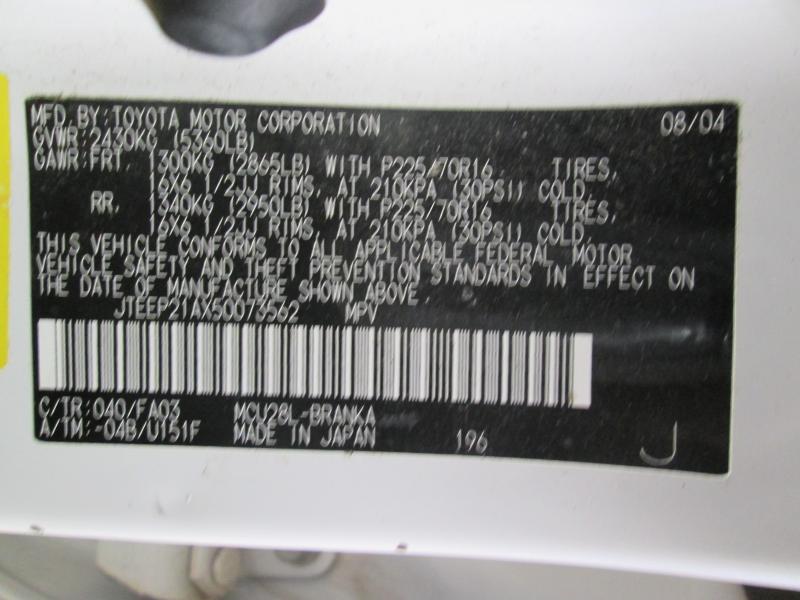 MFD. BY: TOYOTA MOTOR CORPORATION 08/04
GVWR: 2430KG (5360LB)
GAWR: FRT. 1300KG (2865LB) WITH P225/70R16 TIRES,
16X6 1/2JJ RIMS, AT 210KPA (30PSI) COLD.
RR. 1340KG (2950LB) WITH P225/70R16 TIRES,
16X6 1/2JJ RIMS, AT 210KPA (30PSI) COLD.
THIS VEHICLE CONFORMS TO ALL APPLICABLE FEDERAL MOTOR
VEHICLE SAFETY AND THEFT PREVENTION STANDARDS IN EFFECT ON
THE DATE OF MANUFACTURE SHOWN ABOVE.
JTEEP21AX50073562 MPV
C/TR: 040/FA03 MCU28L-BRANKA
A/TM: -04B/U151F MADE IN JAPAN 196 J